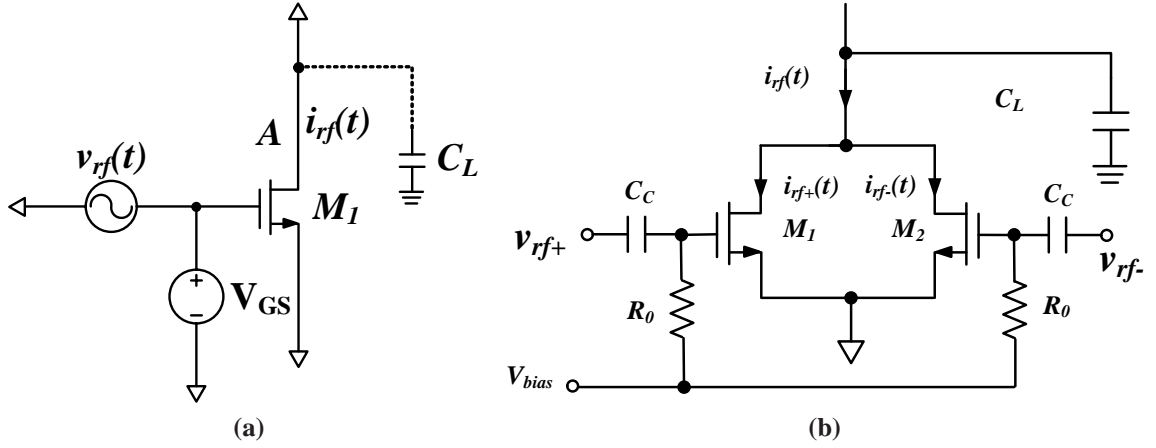 A
i_rf(t)
v_rf(t)
C_L
M_1
+
V_GS
−
(a)
i_rf(t)
C_L
i_rf+(t)
i_rf-(t)
C_C
C_C
v_rf+
M_1
M_2
v_rf-
R_0
R_0
V_bias
(b)